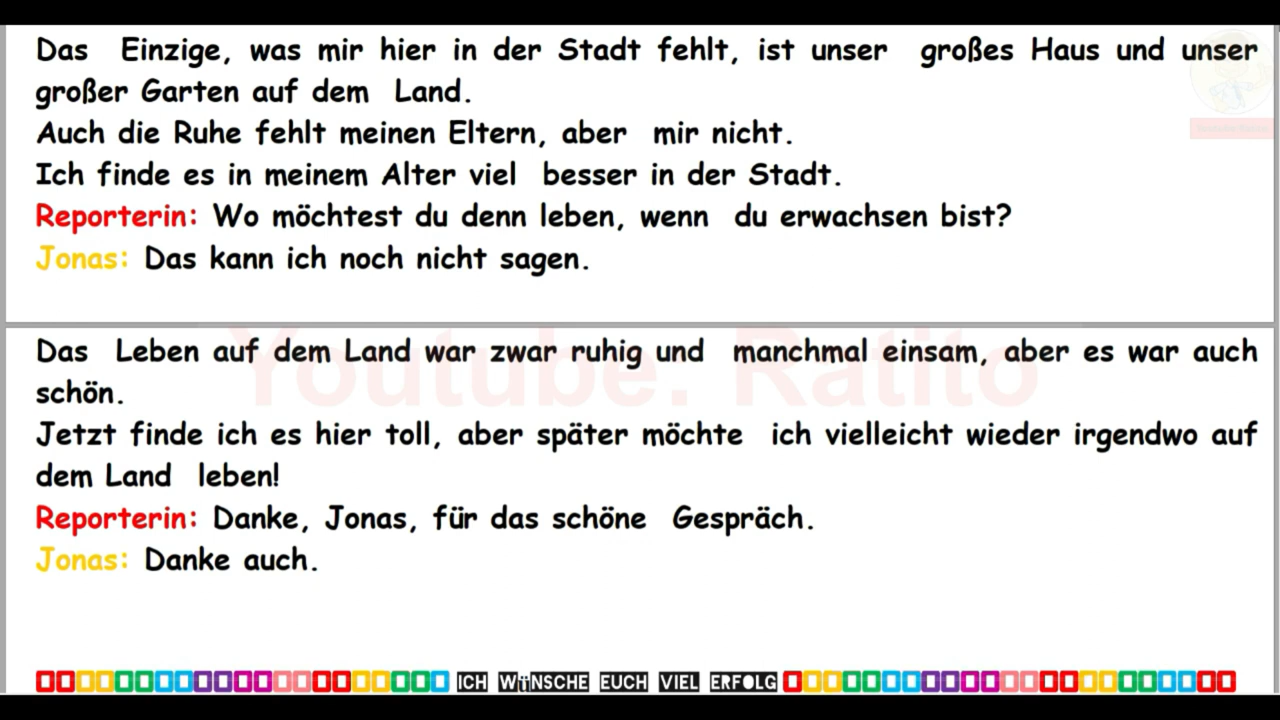 Das Einzige, was mir hier in der Stadt fehlt, ist unser großes Haus und unser
großer Garten auf dem Land.
Auch die Ruhe fehlt meinen Eltern, aber mir nicht.
Ich finde es in meinem Alter viel besser in der Stadt.
Reporterin: Wo möchtest du denn leben, wenn du erwachsen bist?
Jonas: Das kann ich noch nicht sagen.
Youtube. Ratito
Das Leben auf dem Land war zwar ruhig und manchmal einsam, aber es war auch
schön.
Jetzt finde ich es hier toll, aber später möchte ich vielleicht wieder irgendwo auf
dem Land leben!
Reporterin: Danke, Jonas, für das schöne Gespräch.
Jonas: Danke auch.
ICH WÜNSCHE EUCH VIEL ERFOLG